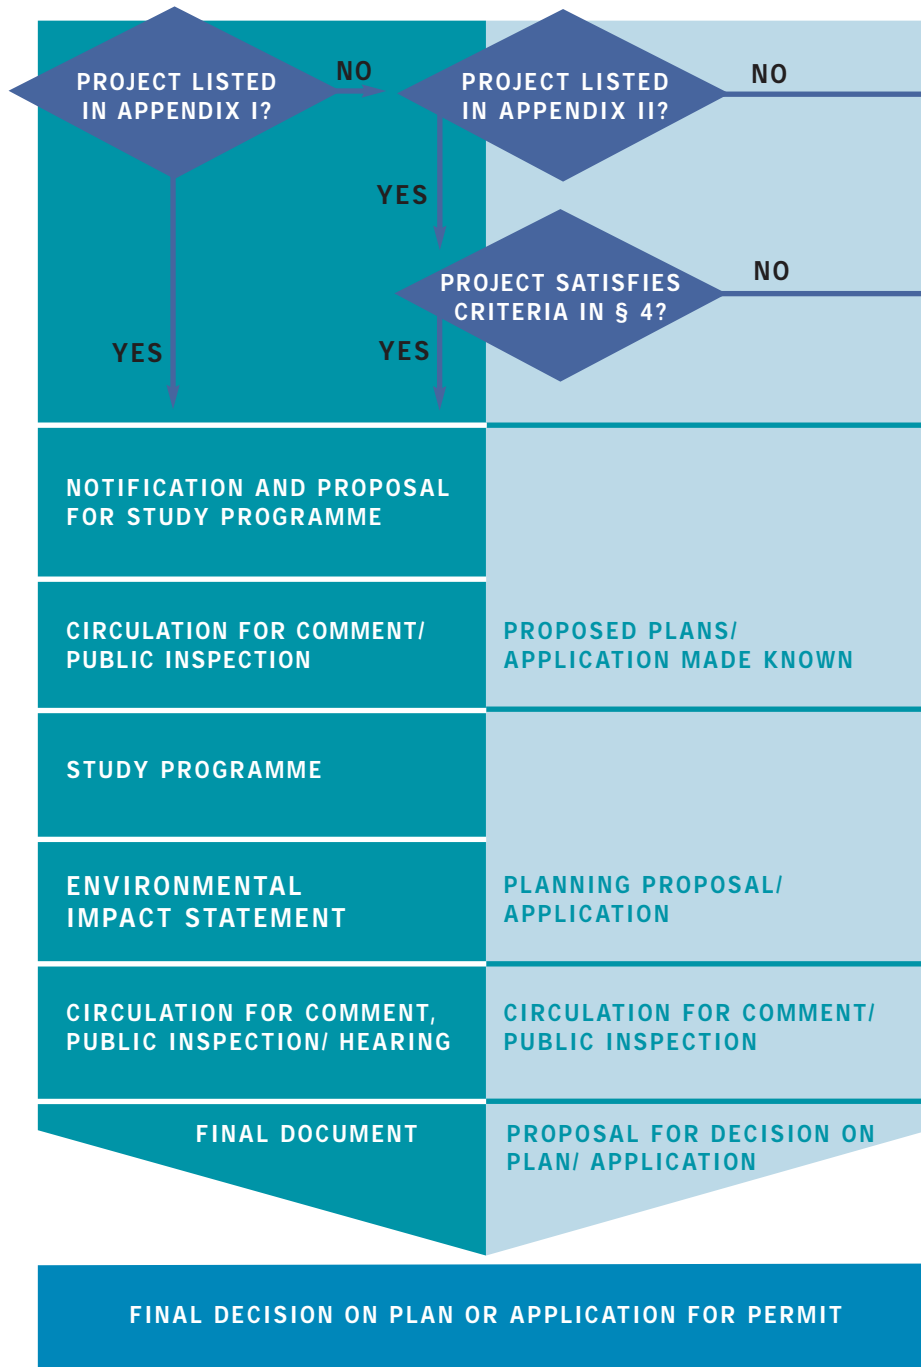 PROJECT LISTED
IN APPENDIX I?
NO
PROJECT LISTED
IN APPENDIX II?
NO
YES
PROJECT SATISFIES
CRITERIA IN § 4?
NO
YES
YES
NOTIFICATION AND PROPOSAL
FOR STUDY PROGRAMME
CIRCULATION FOR COMMENT/
PUBLIC INSPECTION
PROPOSED PLANS/
APPLICATION MADE KNOWN
STUDY PROGRAMME
ENVIRONMENTAL
IMPACT STATEMENT
PLANNING PROPOSAL/
APPLICATION
CIRCULATION FOR COMMENT,
PUBLIC INSPECTION/ HEARING
CIRCULATION FOR COMMENT/
PUBLIC INSPECTION
FINAL DOCUMENT
PROPOSAL FOR DECISION ON
PLAN/ APPLICATION
FINAL DECISION ON PLAN OR APPLICATION FOR PERMIT